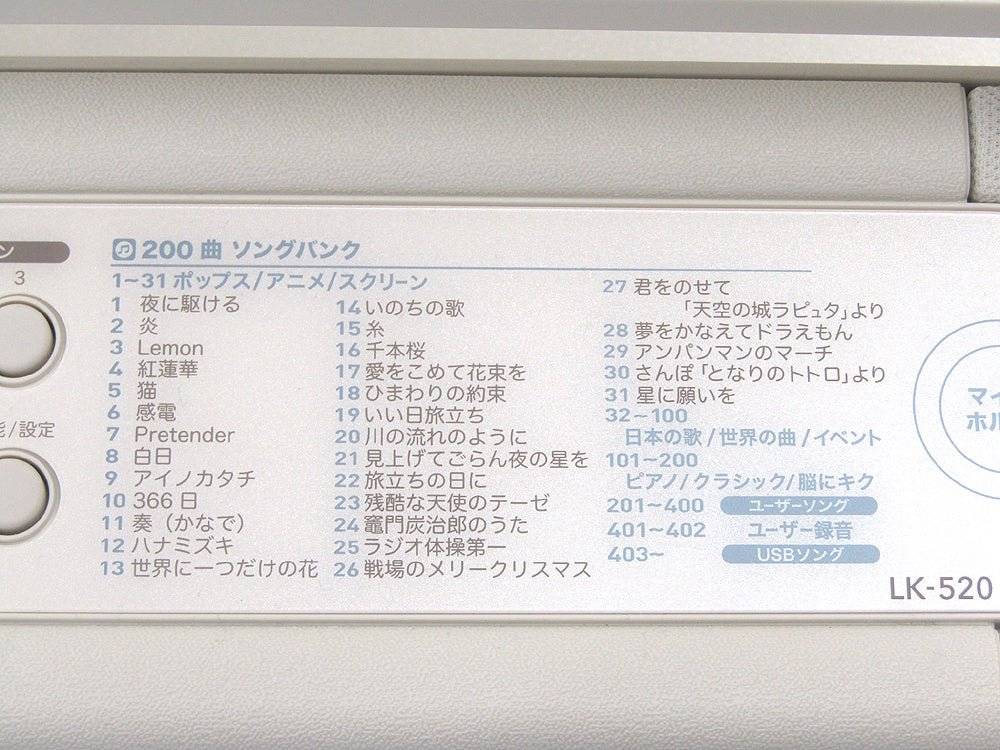 ン
3
能/設定
200 曲 ソングバンク
1~31 ポップス/アニメ/スクリーン
1 夜に駆ける
2 炎
3 Lemon
4 紅蓮華
5 猫
6 感電
7 Pretender
8 白日
9 アイノカタチ
10 366日
11 奏（かなで）
12 ハナミズキ
13 世界に一つだけの花
14 いのちの歌
15 糸
16 千本桜
17 愛をこめて花束を
18 ひまわりの約束
19 いい日旅立ち
20 川の流れのように
21 見上げてごらん夜の星を
22 旅立ちの日に
23 残酷な天使のテーゼ
24 竈門炭治郎のうた
25 ラジオ体操第一
26 戦場のメリークリスマス
27 君をのせて
「天空の城ラピュタ」より
28 夢をかなえてドラえもん
29 アンパンマンのマーチ
30 さんぽ「となりのトトロ」より
31 星に願いを
32~100
日本の歌/世界の曲/イベント
101~200
ピアノ/クラシック/脳にキク
201~400 ユーザーソング
401~402 ユーザー録音
403~ USBソング
マイ
ホル
LK-520